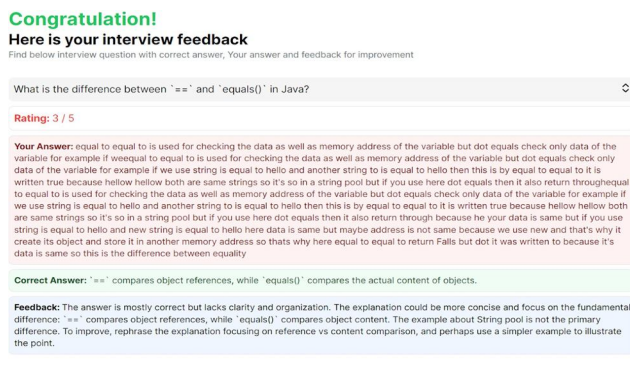 Congratulation!
Here is your interview feedback
Find below interview question with correct answer, Your answer and feedback for improvement
What is the difference between `==` and `equals()` in Java?
Rating: 3 / 5
Your Answer: equal to equal to is used for checking the data as well as memory address of the variable but dot equals check only data of the
variable for example if weequal to equal to is used for checking the data as well as memory address of the variable but dot equals check only
data of the variable for example if we use string is equal to hello and another string to is equal to hello then this is by equal to equal to it is
written true because hellow hellow both are same strings so it's so in a string pool but if you use here dot equals then it also return throughequal
to equal to is used for checking the data as well as memory address of the variable but dot equals check only data of the variable for example if
we use string is equal to hello and another string to is equal to hello then this is by equal to equal to it is written true because hellow hellow both
are same strings so it's so in a string pool but if you use here dot equals then it also return through because he your data is same but if you use
string is equal to hello and new string is equal to hello here data is same but maybe address is not same because we use new and that's why it
create its object and store it in another memory address so thats why here equal to equal to return Falls but dot it was written to because it's
data is same so this is the difference between equality
Correct Answer: `==` compares object references, while `equals()` compares the actual content of objects.
Feedback: The answer is mostly correct but lacks clarity and organization. The explanation could be more concise and focus on the fundamental
difference: `==` compares object references, while `equals()` compares object content. The example about String pool is not the primary
difference. To improve, rephrase the explanation focusing on reference vs content comparison, and perhaps use a simpler example to illustrate
the point.